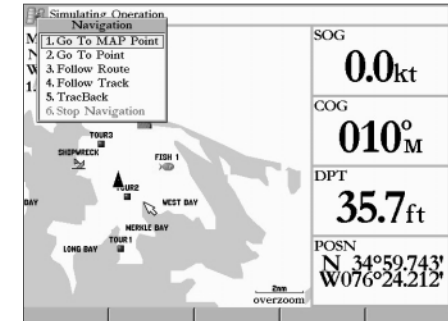 Simulating Operation
Navigation
1. Go To MAP Point
2. Go To Point
3. Follow Route
4. Follow Track
5. TracBack
6. Stop Navigation
M
N
W
1.
TOUR3
SHIPWRECK
FISH 1
TOUR2
WEST BAY
DAY
MERKLE BAY
TOUR1
LONG BAY
2nm
overzoom
SOG
0.0kt
COG
010°M
DPT
35.7ft
POSN
N 34°59.743'
W076°24.212'